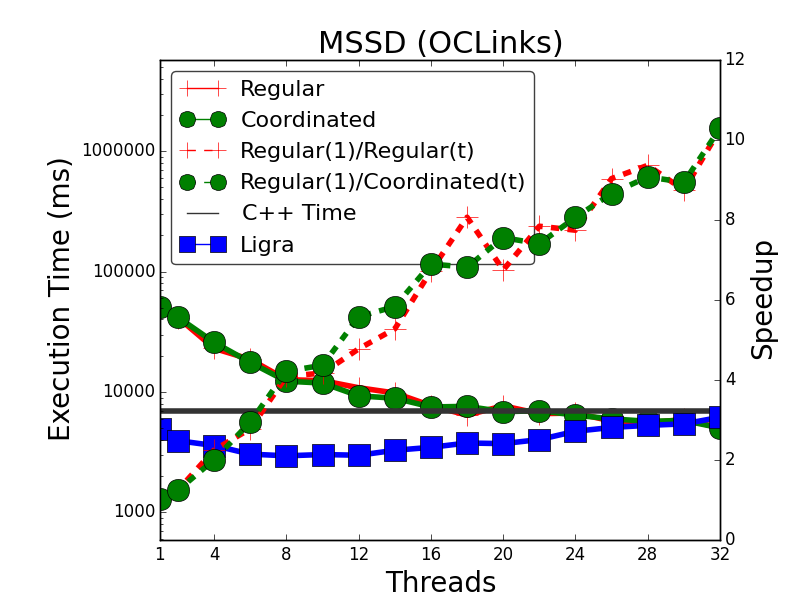 MSSD (OCLinks)
Regular
Coordinated
Regular(1)/Regular(t)
Regular(1)/Coordinated(t)
C++ Time
Ligra
Execution Time (ms)
1000000
100000
10000
1000
Speedup
12
10
8
6
4
2
0
1 4 8 12 16 20 24 28 32
Threads